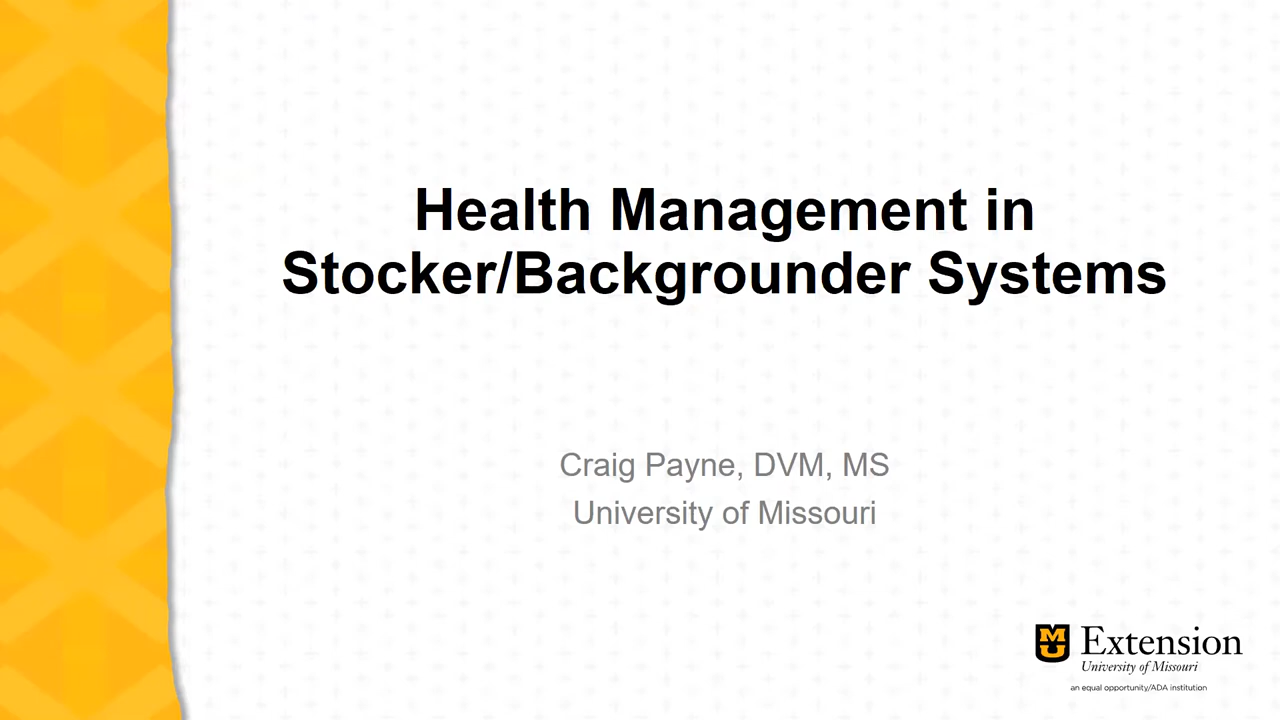 Health Management in
Stocker/Backgrounder Systems
Craig Payne, DVM, MS
University of Missouri
MU Extension
University of Missouri
an equal opportunity/ADA institution